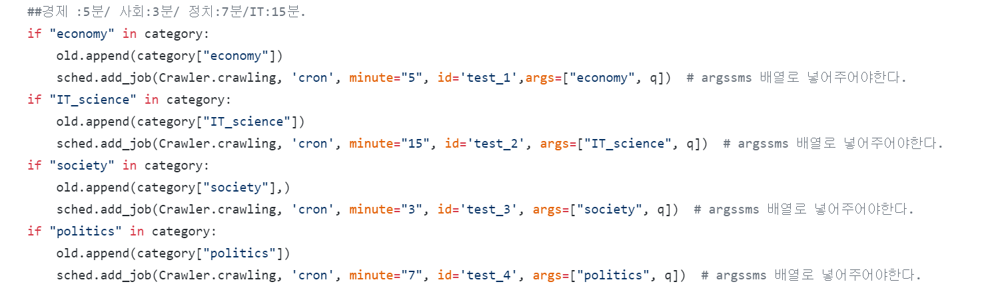 ##경제 :5분/ 사회:3분/ 정치:7분/IT:15분.
if "economy" in category:
    old.append(category["economy"])
    sched.add_job(Crawler.crawling, 'cron', minute="5", id='test_1',args=["economy", q])  # argssms 배열로 넣어주어야한다.
if "IT_science" in category:
    old.append(category["IT_science"])
    sched.add_job(Crawler.crawling, 'cron', minute="15", id='test_2', args=["IT_science", q])  # argssms 배열로 넣어주어야한다.
if "society" in category:
    old.append(category["society"],)
    sched.add_job(Crawler.crawling, 'cron', minute="3", id='test_3', args=["society", q])  # argssms 배열로 넣어주어야한다.
if "politics" in category:
    old.append(category["politics"])
    sched.add_job(Crawler.crawling, 'cron', minute="7", id='test_4', args=["politics", q])  # argssms 배열로 넣어주어야한다.